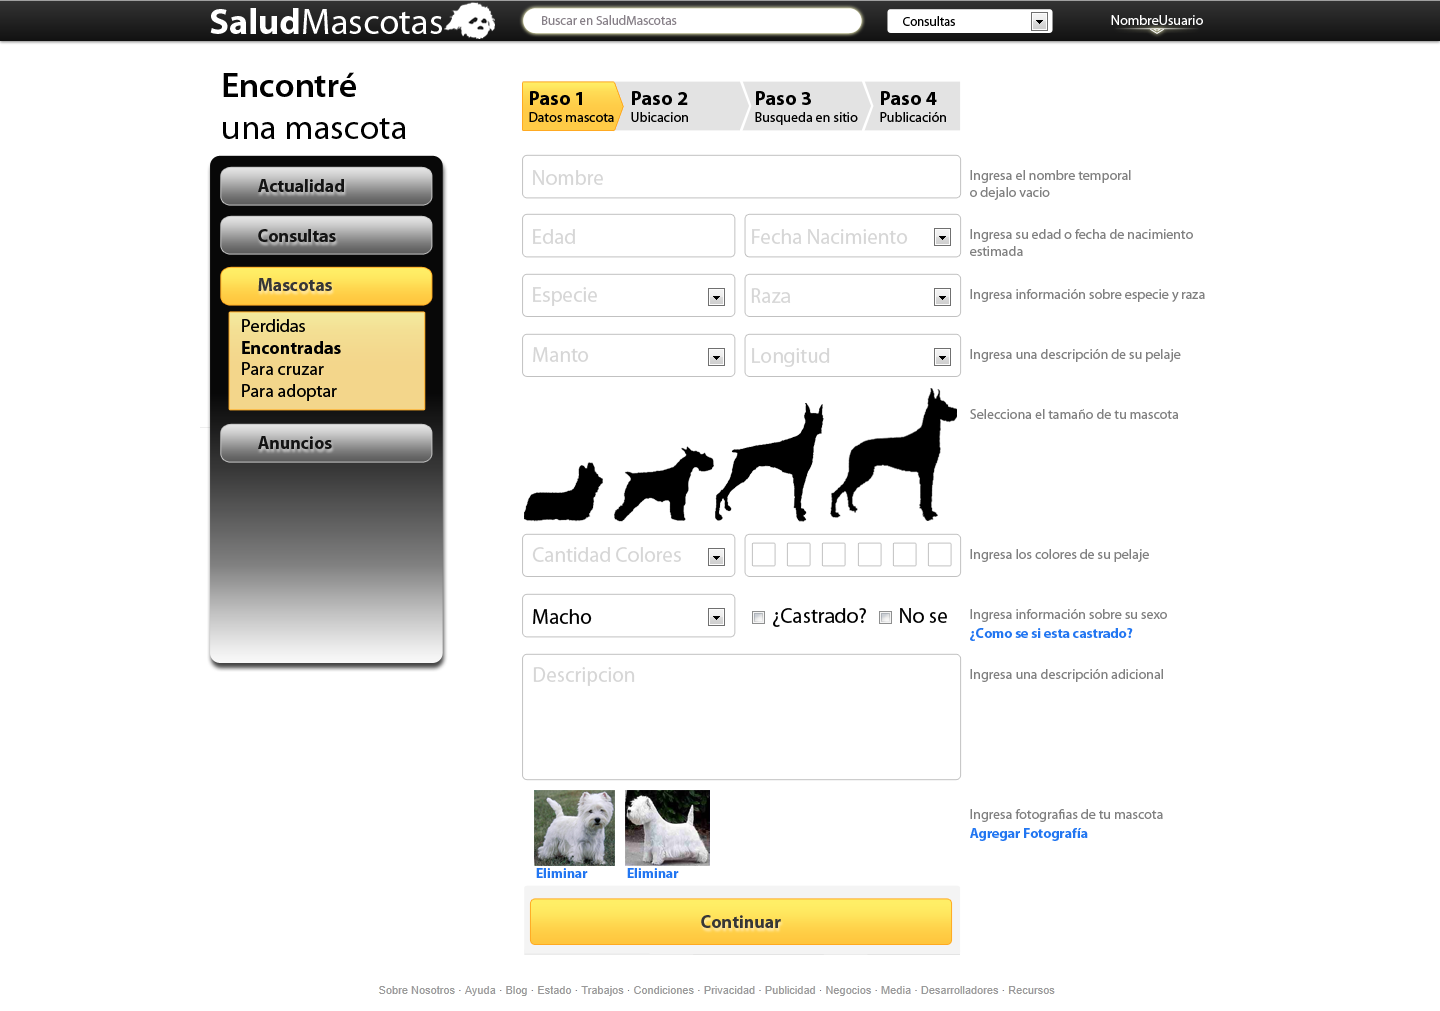 SaludMascotas
Buscar en SaludMascotas
Consultas
NombreUsuario
Encontré
una mascota
Actualidad
Consultas
Mascotas
Perdidas
Encontradas
Para cruzar
Para adoptar
Anuncios
Paso 1
Datos mascota
Paso 2
Ubicacion
Paso 3
Busqueda en sitio
Paso 4
Publicación
Nombre
Ingresa el nombre temporal
o dejalo vacio
Edad
Fecha Nacimiento
Ingresa su edad o fecha de nacimiento
estimada
Especie
Raza
Ingresa información sobre especie y raza
Manto
Longitud
Ingresa una descripción de su pelaje
Selecciona el tamaño de tu mascota
Cantidad Colores
Ingresa los colores de su pelaje
Macho
¿Castrado?
No se
Ingresa información sobre su sexo
¿Como se si esta castrado?
Descripcion
Ingresa una descripción adicional
Ingresa fotografias de tu mascota
Agregar Fotografía
Eliminar
Eliminar
Continuar
Sobre Nosotros · Ayuda · Blog · Estado · Trabajos · Condiciones · Privacidad · Publicidad · Negocios · Media · Desarrolladores · Recursos